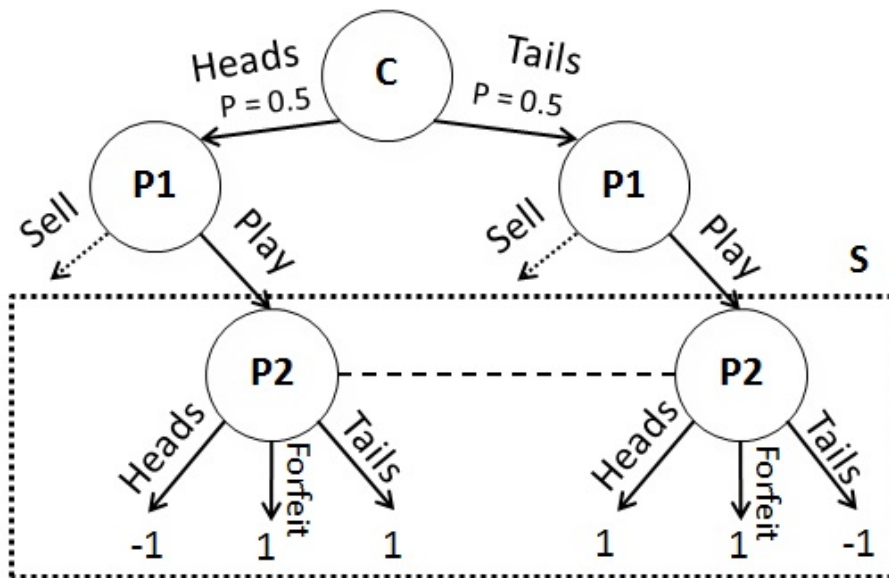 Heads
C
Tails
P = 0.5
P = 0.5
P1
P1
Sell
Play
Sell
Play
S
P2
P2
Heads
Forfeit
Tails
Heads
Forfeit
Tails
-1
1
1
1
1
-1